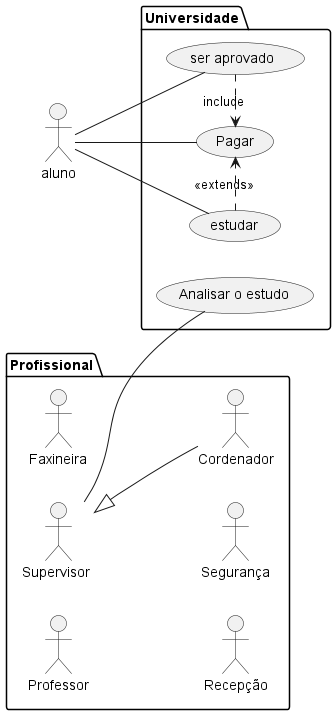 Universidade
ser aprovado
include
aluno
Pagar
«extends»
estudar
Analisar o estudo
Profissional
Faxineira
Cordenador
Supervisor
Segurança
Professor
Recepção